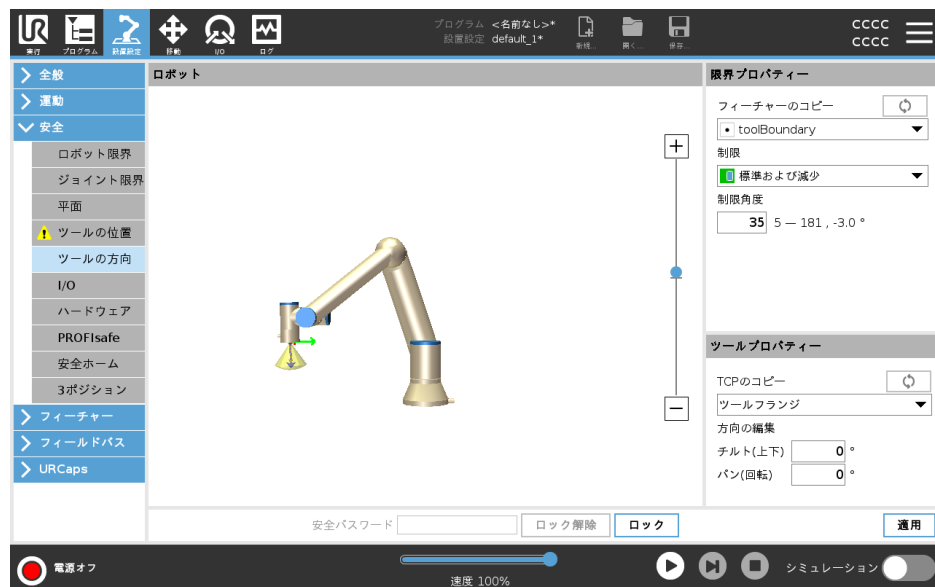 プログラム <名前なし>*
設置設定 default_1*
CCCC
CCCC
実行 プログラム 設置設定 移動 I/O ログ 新規... 開く... 保存...
全般
運動
安全
ロボット限界
ジョイント限界
平面
ツールの位置
ツールの方向
I/O
ハードウェア
PROFIsafe
安全ホーム
3ポジション
フィーチャー
フィールドバス
URCaps
ロボット
限界プロパティー
フィーチャーのコピー
toolBoundary
制限
標準および減少
制限角度
35 5 — 181 , -3.0 °
ツールプロパティー
TCPのコピー
ツールフランジ
方向の編集
チルト(上下) 0 °
パン(回転) 0 °
安全パスワード ロック解除 ロック 適用
電源オフ
速度 100%
シミュレーション